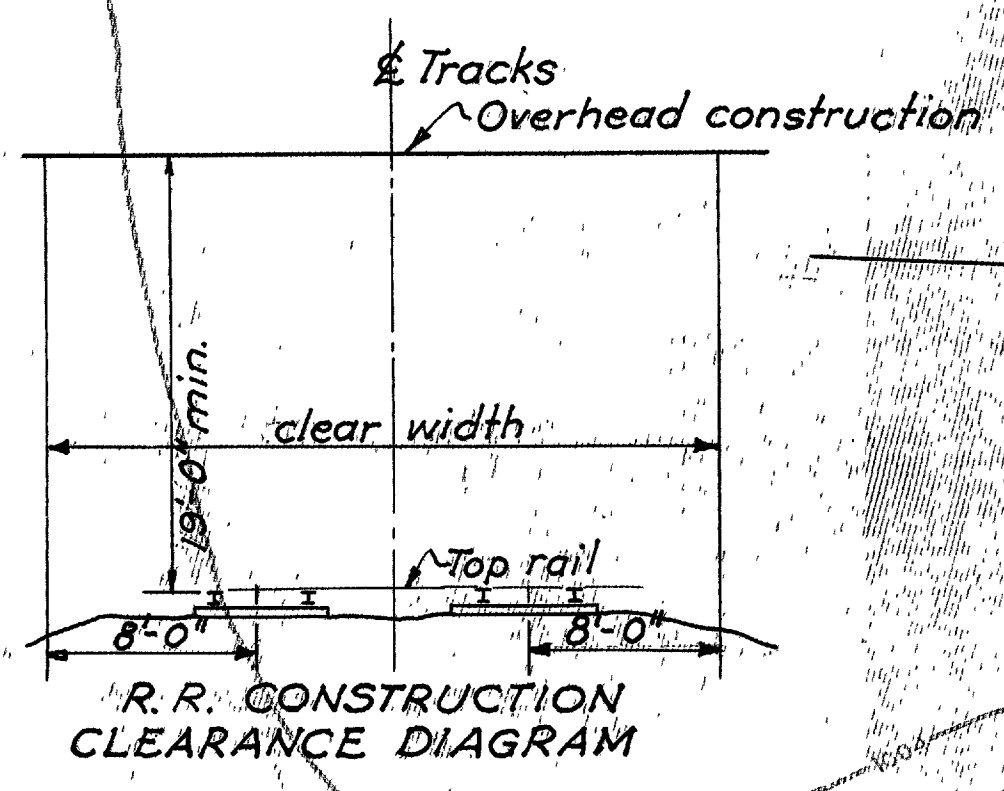 ℄ Tracks
Overhead construction
19'-0" min.
clear width
Top rail
8'-0"
8'-0"
R. R. CONSTRUCTION
CLEARANCE DIAGRAM